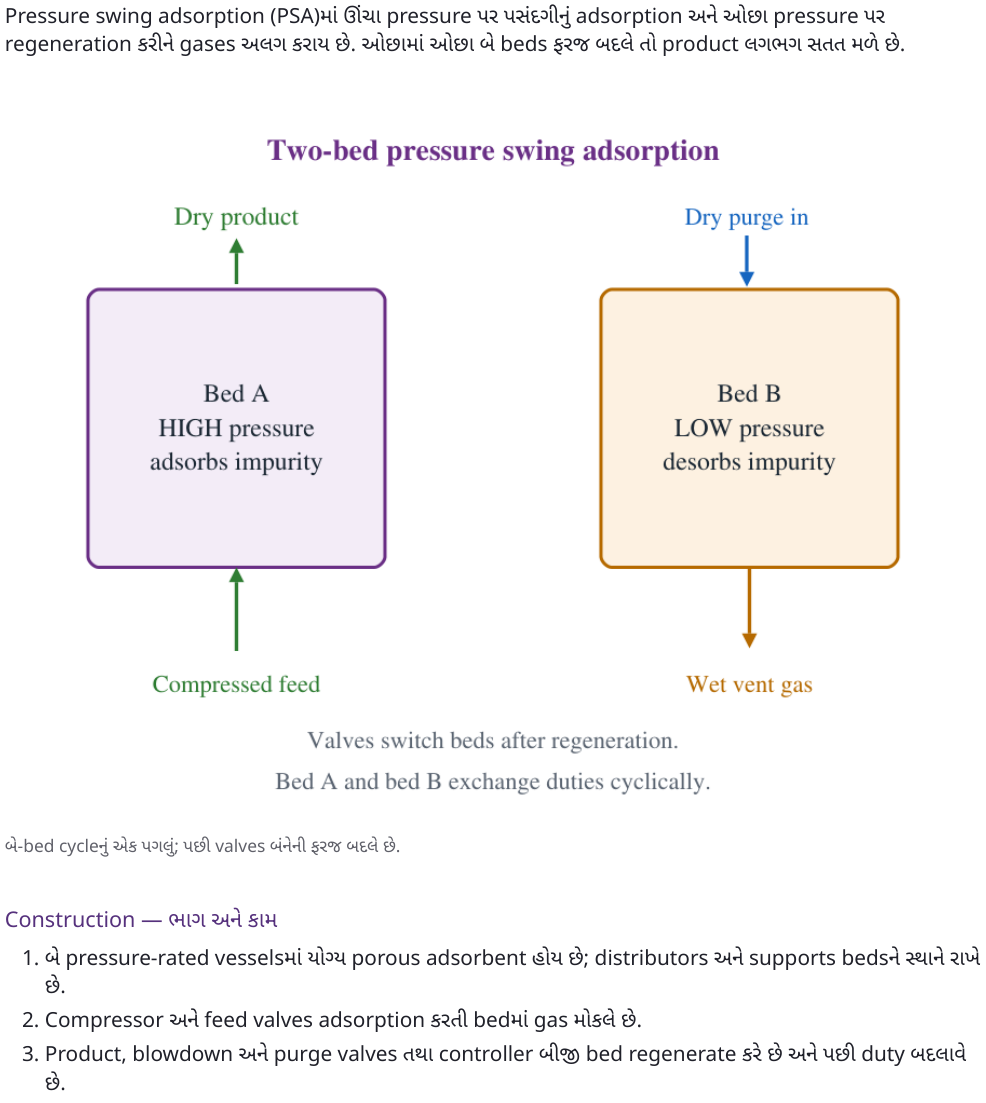 Pressure swing adsorption (PSA)માં ઊંચા pressure પર પસંદગીનું adsorption અને ઓછા pressure પર
regeneration કરીને gases અલગ કરાય છે. ઓછામાં ઓછા બે beds ફરજ બદલે તો product લગભગ સતત મળે છે.
Two-bed pressure swing adsorption
Dry product
Dry purge in
Bed A
HIGH pressure
adsorbs impurity
Bed B
LOW pressure
desorbs impurity
Compressed feed
Wet vent gas
Valves switch beds after regeneration.
Bed A and bed B exchange duties cyclically.
બે-bed cycleનું એક પગલું; પછી valves બંનેની ફરજ બદલે છે.
Construction — ભાગ અને કામ
1. બે pressure-rated vesselsમાં યોગ્ય porous adsorbent હોય છે; distributors અને supports bedsને સ્થાને રાખે
છે.
2. Compressor અને feed valves adsorption કરતી bedમાં gas મોકલે છે.
3. Product, blowdown અને purge valves તથા controller બીજી bed regenerate કરે છે અને પછી duty બદલાવે
છે.